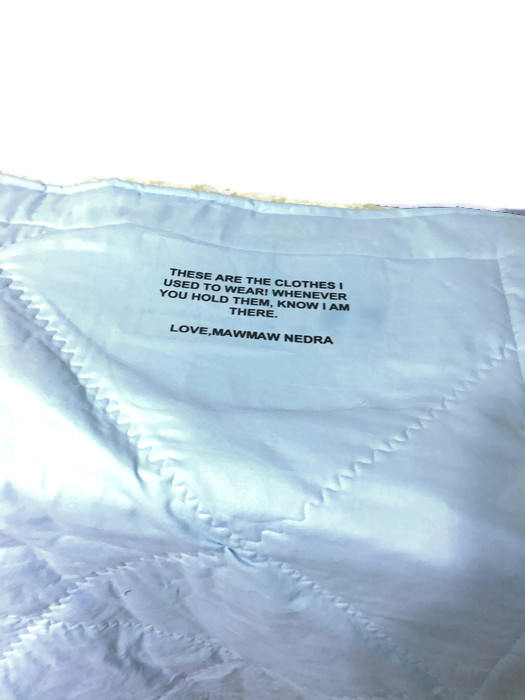 THESE ARE THE CLOTHES I
USED TO WEAR! WHENEVER
YOU HOLD THEM, KNOW I AM
THERE.
LOVE,MAWMAW NEDRA